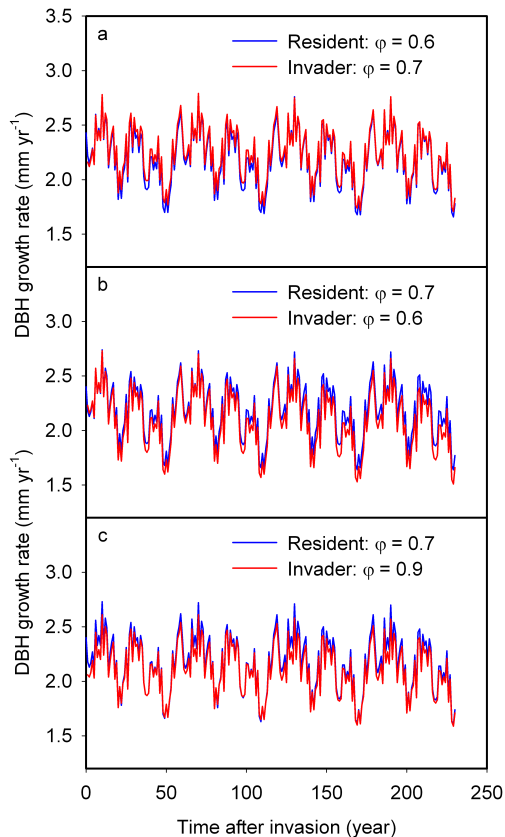 3.5
a
Resident: φ = 0.6
Invader: φ = 0.7
3.0
2.5
2.0
1.5
DBH growth rate (mm yr-1)
b
Resident: φ = 0.7
Invader: φ = 0.6
3.0
2.5
2.0
1.5
DBH growth rate (mm yr-1)
c
Resident: φ = 0.7
Invader: φ = 0.9
3.0
2.5
2.0
1.5
0 50 100 150 200 250
Time after invasion (year)